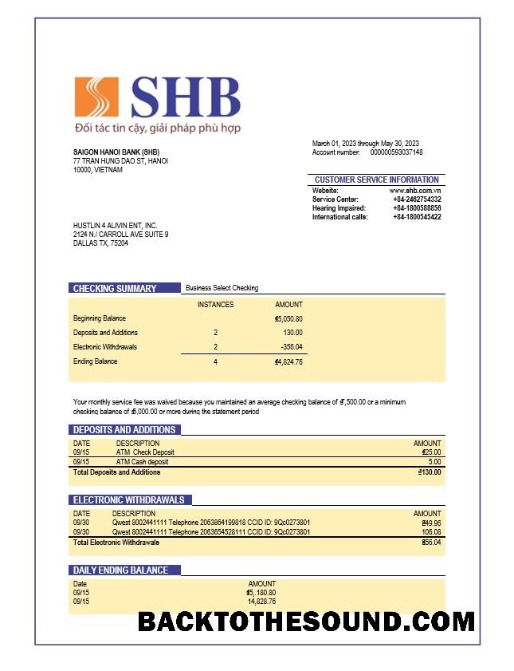 SHB
Đối tác tin cậy, giải pháp phù hợp
March 01, 2023 through May 30, 2023
Account number: 000000593037148
SAIGON HANOI BANK (SHB)
77 TRAN HUNG DAO ST, HANOI
10000, VIETNAM
CUSTOMER SERVICE INFORMATION
Website: www.shb.com.vn
Service Center: +84-2462754332
Hearing Impaired: +84-1800588856
International calls: +84-1800545422
HUSTLIN 4 ALIVIN ENT, INC.
2124 N./ CARROLL AVE SUITE 9
DALLAS TX, 75204
CHECKING SUMMARY Business Select Checking
INSTANCES AMOUNT
Beginning Balance ₫5,050.80
Deposits and Additions 2 130.00
Electronic Withdrawals 2 -356.04
Ending Balance 4 ₫4,824.76
Your monthly service fee was waived because you maintained an average checking balance of ₫7,500.00 or a minimum
checking balance of ₫5,000.00 or more during the statement period
DEPOSITS AND ADDITIONS
DATE DESCRIPTION AMOUNT
09/15 ATM Check Deposit ₫25.00
09/15 ATM Cash deposit 5.00
Total Deposits and Additions ₫130.00
ELECTRONIC WITHDRAWALS
DATE DESCRIPTION AMOUNT
09/30 Qwest 8002441111 Telephone 2063864199818 CCID ID: 9Qc0273801 ₫49.96
09/30 Qwest 8002441111 Telephone 2063654528111 CCID ID: 9Qc0273801 106.08
Total Electronic Withdrawals ₫56.04
DAILY ENDING BALANCE
Date AMOUNT
09/15 ₫5,.180.80
09/15 14,828.76
BACKTOTHESOUND.COM